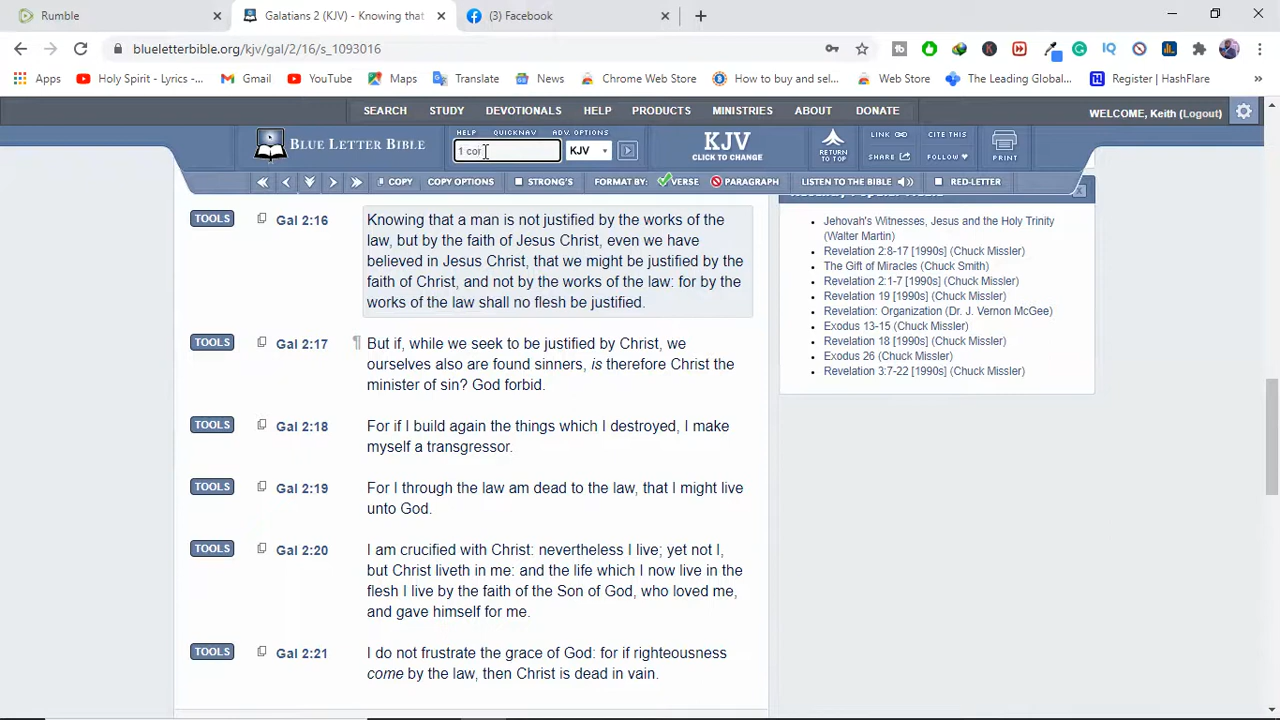 Rumble
Galatians 2 (KJV) - Knowing that
(3) Facebook
blueletterbible.org/kjv/gal/2/16/s_1093016
Apps
Holy Spirit - Lyrics -...
Gmail
YouTube
Maps
Translate
News
Chrome Web Store
How to buy and sel...
Web Store
The Leading Global...
Register | HashFlare
SEARCH STUDY DEVOTIONALS HELP PRODUCTS MINISTRIES ABOUT DONATE
WELCOME, Keith (Logout)
BLUE LETTER BIBLE
HELP QUICKNAV ADV. OPTIONS
1 cor
KJV
KJV
CLICK TO CHANGE
RETURN
TO TOP
LINK
SHARE
CITE THIS
FOLLOW
PRINT
COPY COPY OPTIONS STRONG'S FORMAT BY: VERSE PARAGRAPH LISTEN TO THE BIBLE RED-LETTER
TOOLS Gal 2:16 Knowing that a man is not justified by the works of the
law, but by the faith of Jesus Christ, even we have
believed in Jesus Christ, that we might be justified by the
faith of Christ, and not by the works of the law: for by the
works of the law shall no flesh be justified.
TOOLS Gal 2:17 ¶ But if, while we seek to be justified by Christ, we
ourselves also are found sinners, is therefore Christ the
minister of sin? God forbid.
TOOLS Gal 2:18 For if I build again the things which I destroyed, I make
myself a transgressor.
TOOLS Gal 2:19 For I through the law am dead to the law, that I might live
unto God.
TOOLS Gal 2:20 I am crucified with Christ: nevertheless I live; yet not I,
but Christ liveth in me: and the life which I now live in the
flesh I live by the faith of the Son of God, who loved me,
and gave himself for me.
TOOLS Gal 2:21 I do not frustrate the grace of God: for if righteousness
come by the law, then Christ is dead in vain.
Jehovah's Witnesses, Jesus and the Holy Trinity
(Walter Martin)
Revelation 2:8-17 [1990s] (Chuck Missler)
The Gift of Miracles (Chuck Smith)
Revelation 2:1-7 [1990s] (Chuck Missler)
Revelation 19 [1990s] (Chuck Missler)
Revelation: Organization (Dr. J. Vernon McGee)
Exodus 13-15 (Chuck Missler)
Revelation 18 [1990s] (Chuck Missler)
Exodus 26 (Chuck Missler)
Revelation 3:7-22 [1990s] (Chuck Missler)